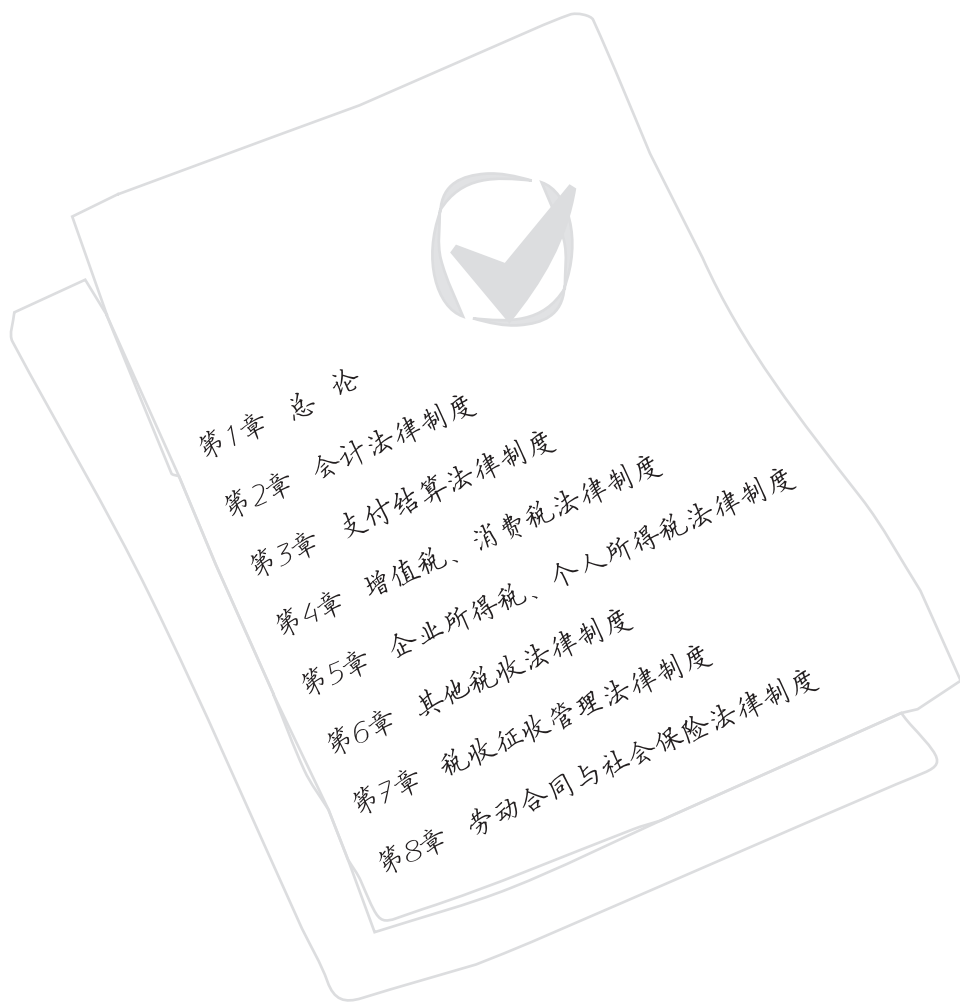 第1章 总 论
第2章 会计法律制度
第3章 支付结算法律制度
第4章 增值税、消费税法律制度
第5章 企业所得税、个人所得税法律制度
第6章 其他税收法律制度
第7章 税收征收管理法律制度
第8章 劳动合同与社会保险法律制度